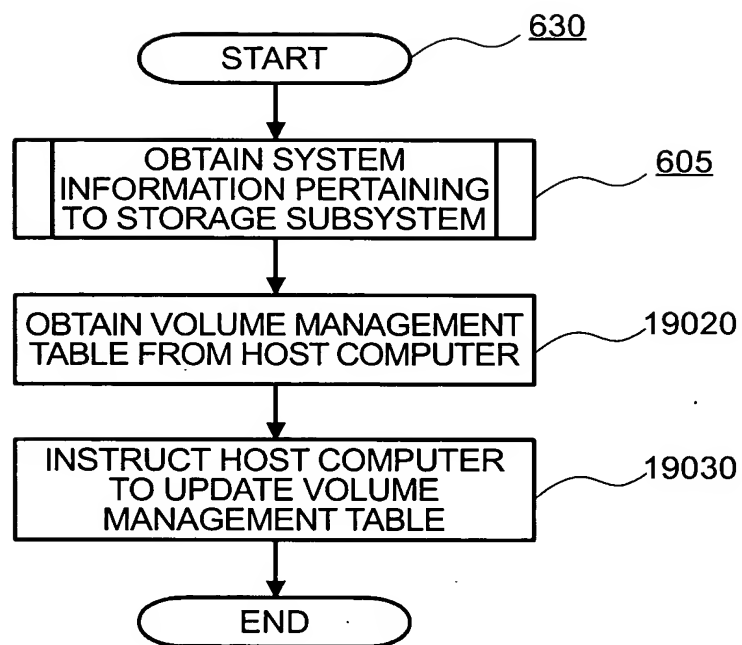 START
630
OBTAIN SYSTEM
INFORMATION PERTAINING
TO STORAGE SUBSYSTEM
605
OBTAIN VOLUME MANAGEMENT
TABLE FROM HOST COMPUTER
19020
INSTRUCT HOST COMPUTER
TO UPDATE VOLUME
MANAGEMENT TABLE
19030
END